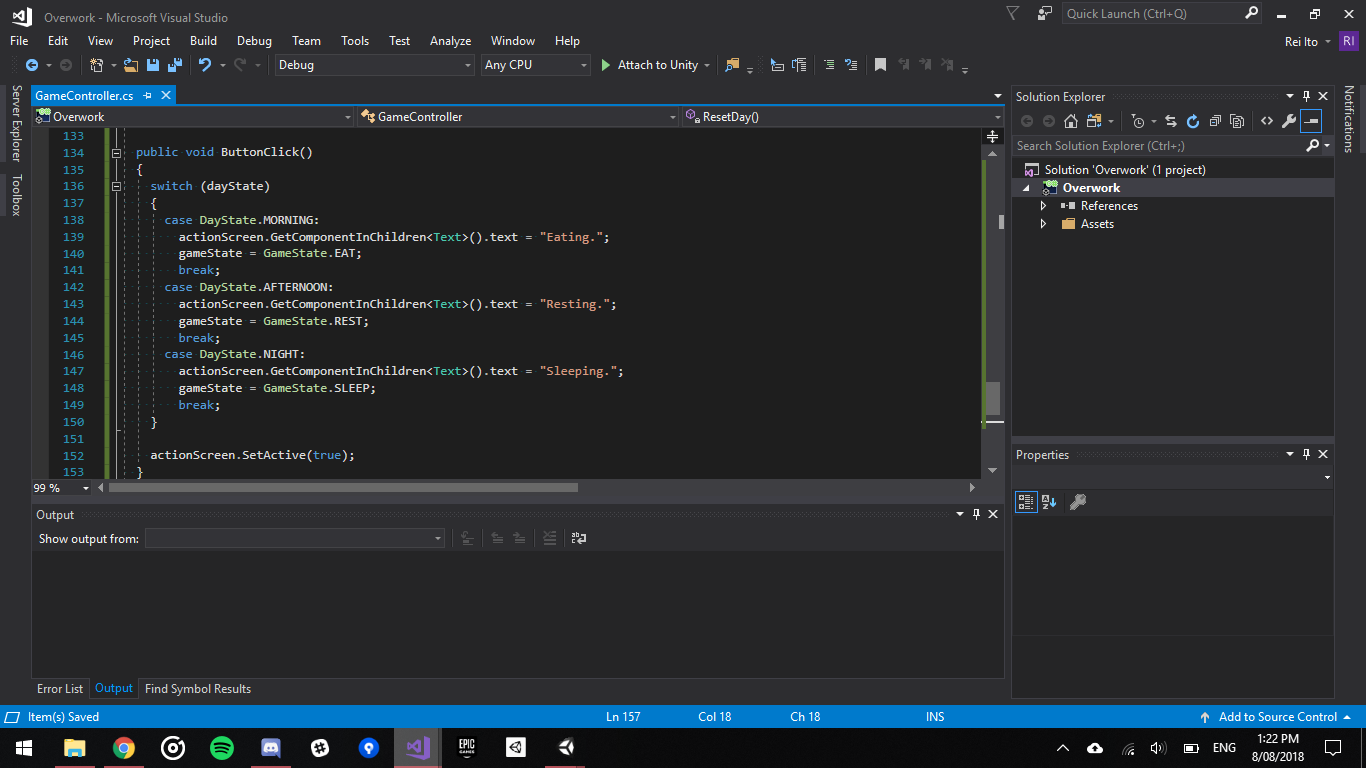 Overwork - Microsoft Visual Studio
Quick Launch (Ctrl+Q)
File Edit View Project Build Debug Team Tools Test Analyze Window Help
Rei Ito RI
Debug Any CPU Attach to Unity
Server Explorer
Toolbox
GameController.cs
Overwork GameController ResetDay()
133
134 public void ButtonClick()
135 {
136 switch (dayState)
137 {
138 case DayState.MORNING:
139 actionScreen.GetComponentInChildren<Text>().text = "Eating.";
140 gameState = GameState.EAT;
141 break;
142 case DayState.AFTERNOON:
143 actionScreen.GetComponentInChildren<Text>().text = "Resting.";
144 gameState = GameState.REST;
145 break;
146 case DayState.NIGHT:
147 actionScreen.GetComponentInChildren<Text>().text = "Sleeping.";
148 gameState = GameState.SLEEP;
149 break;
150 }
151
152 actionScreen.SetActive(true);
153 }
99 %
Output
Show output from:
Error List Output Find Symbol Results
Solution Explorer
Search Solution Explorer (Ctrl+;)
Solution 'Overwork' (1 project)
Overwork
References
Assets
Properties
Notifications
Item(s) Saved Ln 157 Col 18 Ch 18 INS Add to Source Control
EPIC GAMES
ENG
1:22 PM
8/08/2018